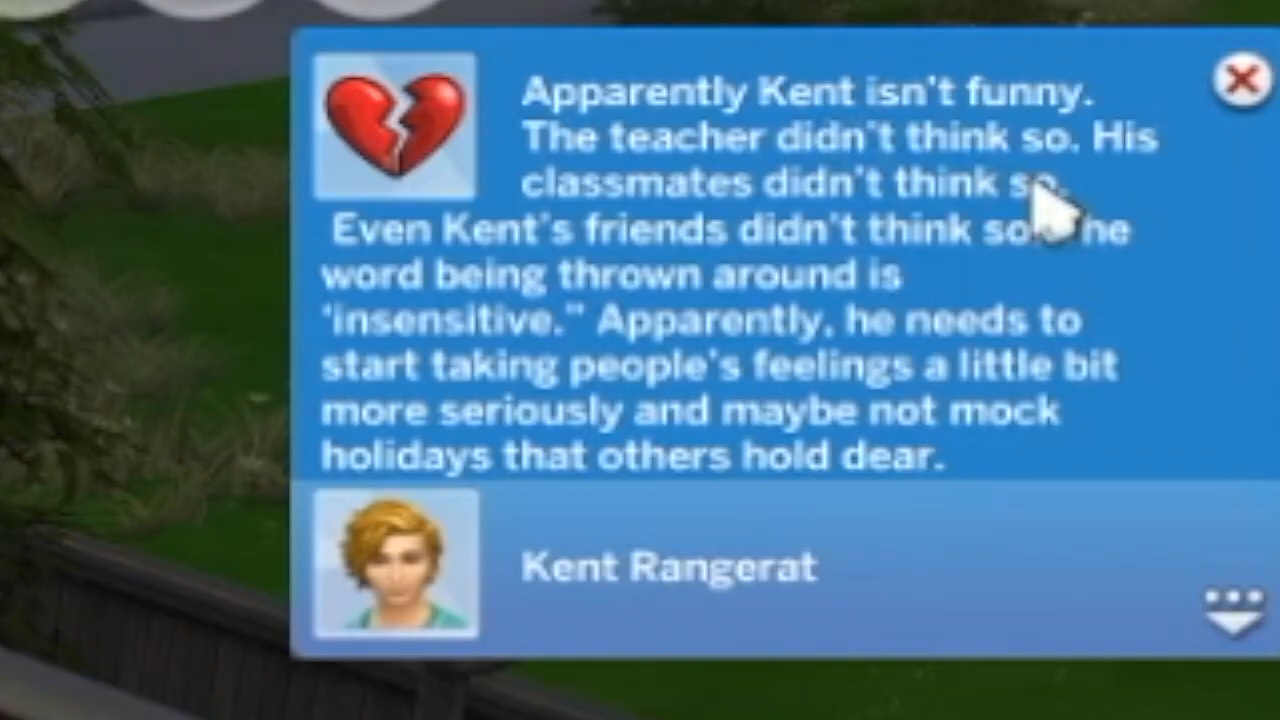 Apparently Kent isn't funny.
The teacher didn't think so. His
classmates didn't think so.
Even Kent's friends didn't think so.
word being thrown around is
'insensitive." Apparently, he needs to
start taking people's feelings a little bit
more seriously and maybe not mock
holidays that others hold dear.
Kent Rangerat